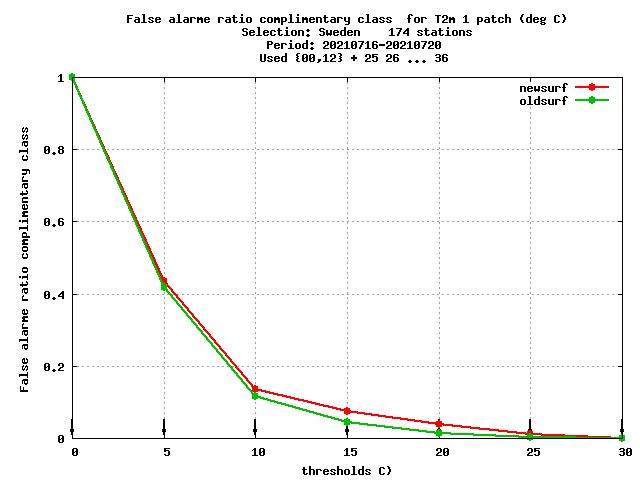 False alarme ratio complimentary class  for T2m 1 patch (deg C)
Selection: Sweden    174 stations
Period: 20210716-20210720
Used {00,12} + 25 26 ... 36
newsurf
oldsurf
False alarme ratio complimentary class
1
0.8
0.6
0.4
0.2
0
0 5 10 15 20 25 30
thresholds C)